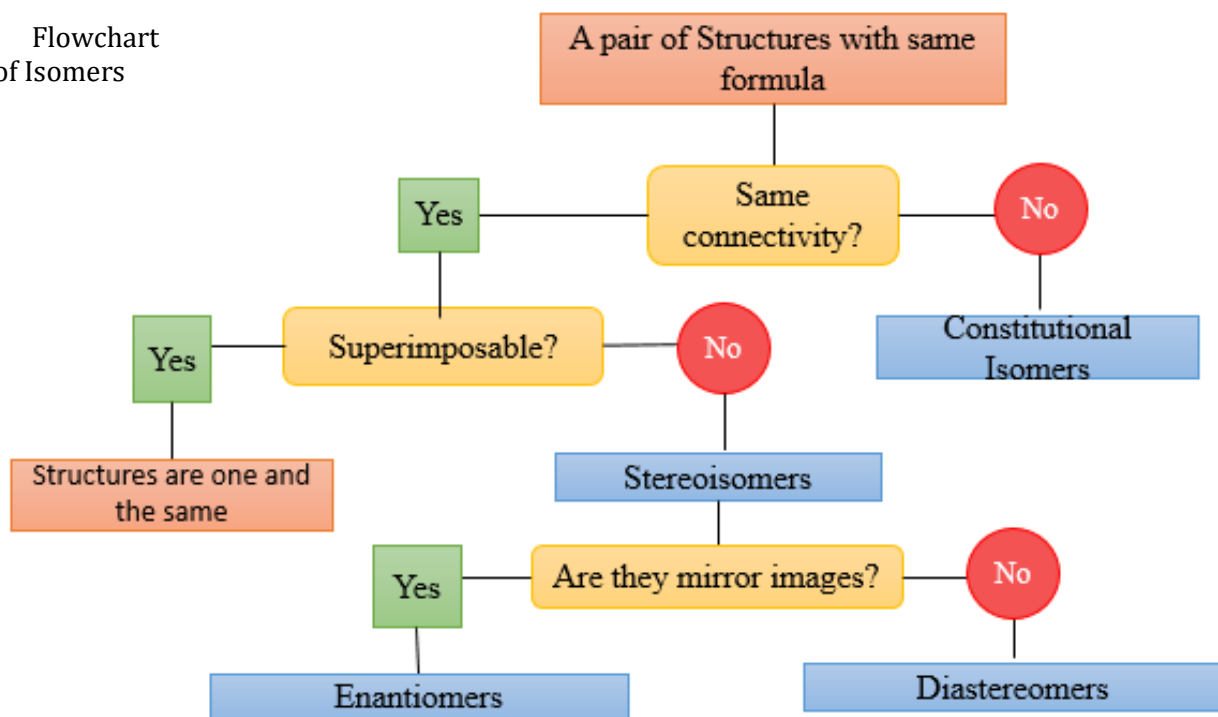 Flowchart
of Isomers
A pair of Structures with same
formula
Same
connectivity?
Yes
No
Constitutional
Isomers
Superimposable?
Yes
No
Structures are one and
the same
Stereoisomers
Are they mirror images?
Yes
No
Enantiomers
Diastereomers